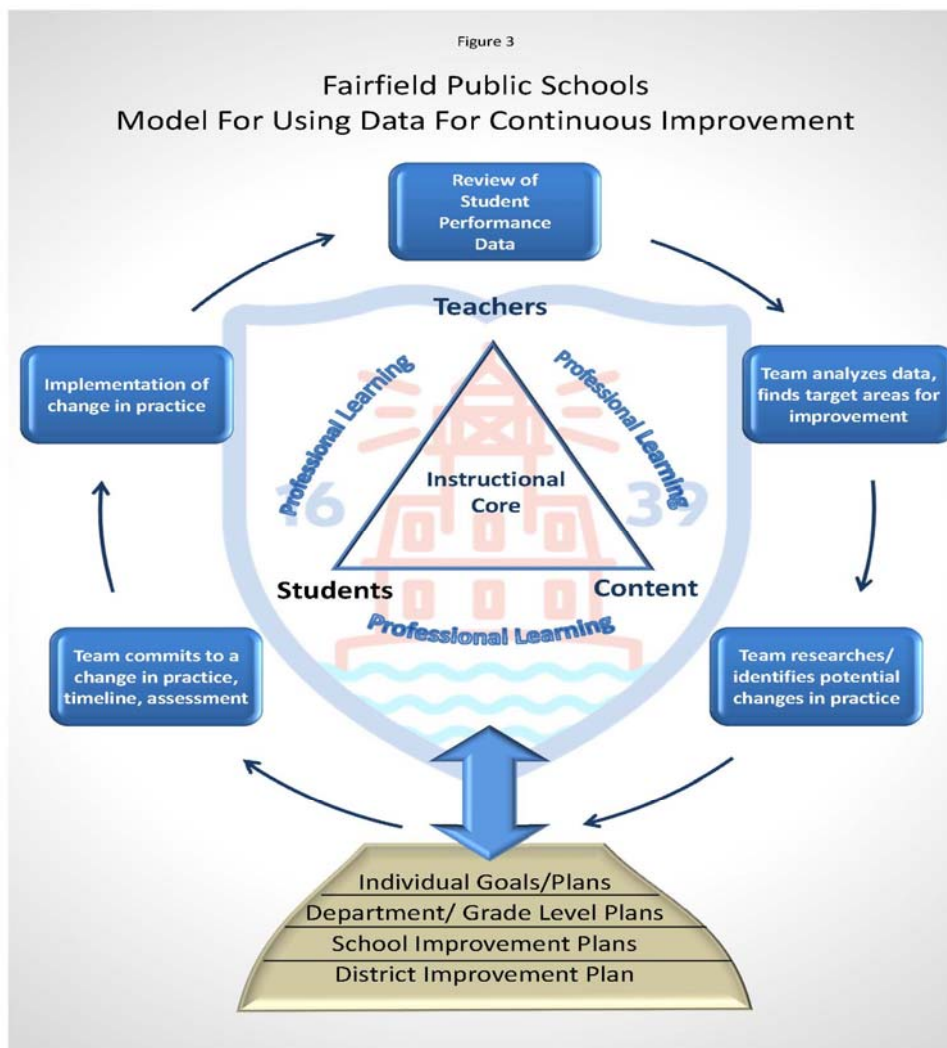 Figure 3
Fairfield Public Schools
Model For Using Data For Continuous Improvement
Review of
Student
Performance
Data
Teachers
Implementation of
change in practice
Professional Learning
Professional Learning
Team analyzes data,
finds target areas for
improvement
Instructional
Core
16
39
Students
Content
Professional Learning
Team commits to a
change in practice,
timeline, assessment
Team researches/
identifies potential
changes in practice
Individual Goals/Plans
Department/ Grade Level Plans
School Improvement Plans
District Improvement Plan